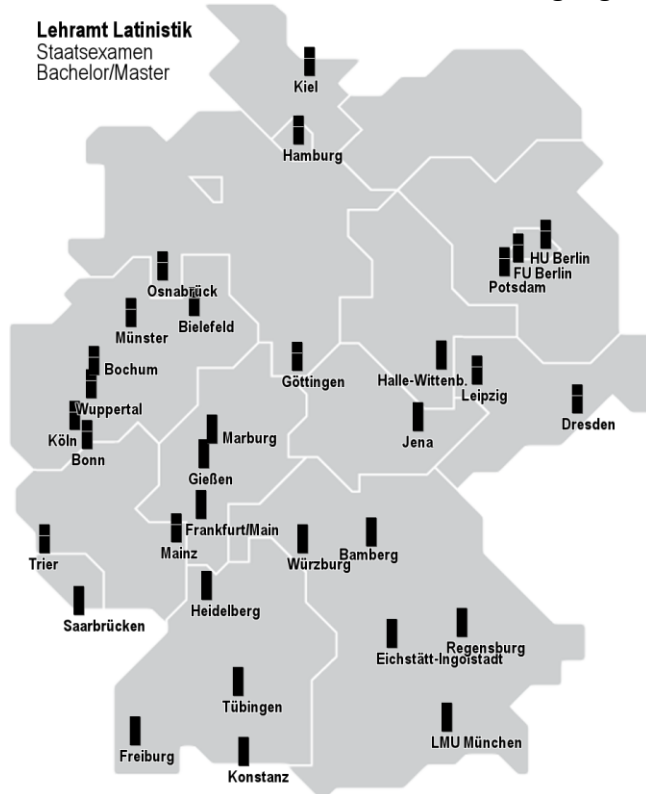 Lehramt Latinistik
Staatsexamen
Bachelor/Master
Kiel
Hamburg
HU Berlin
FU Berlin
Potsdam
Osnabrück
Bielefeld
Münster
Bochum
Göttingen
Halle-Wittenb.
Leipzig
Wuppertal
Dresden
Köln
Marburg
Jena
Bonn
Gießen
Frankfurt/Main
Mainz
Bamberg
Trier
Würzburg
Heidelberg
Saarbrücken
Regensburg
Eichstätt-Ingolstadt
Tübingen
LMU München
Freiburg
Konstanz